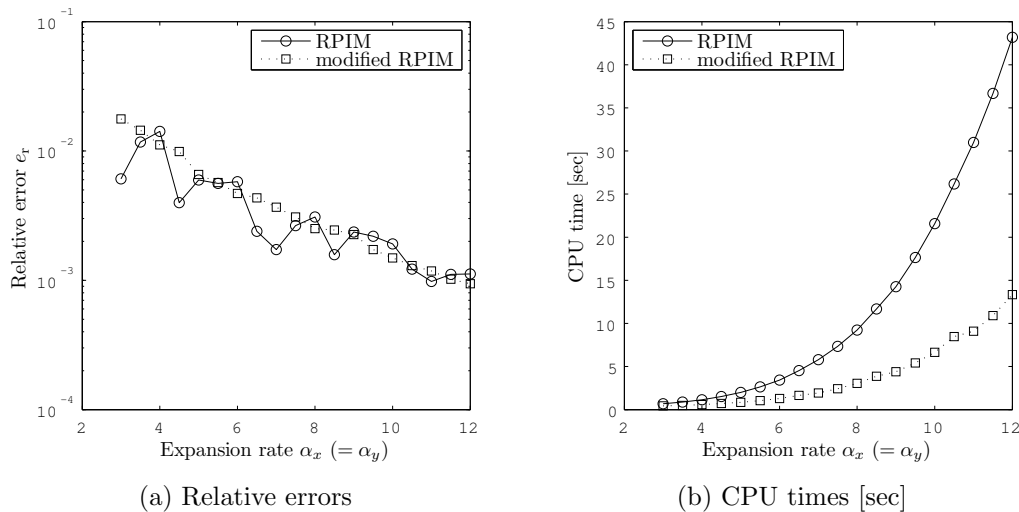 10^{-1}
10^{-2}
10^{-3}
10^{-4}
Relative error e_r
RPIM
modified RPIM
2 4 6 8 10 12
Expansion rate α_x (= α_y)
(a) Relative errors
45
40
35
30
25
20
15
10
5
0
CPU time [sec]
RPIM
modified RPIM
2 4 6 8 10 12
Expansion rate α_x (= α_y)
(b) CPU times [sec]